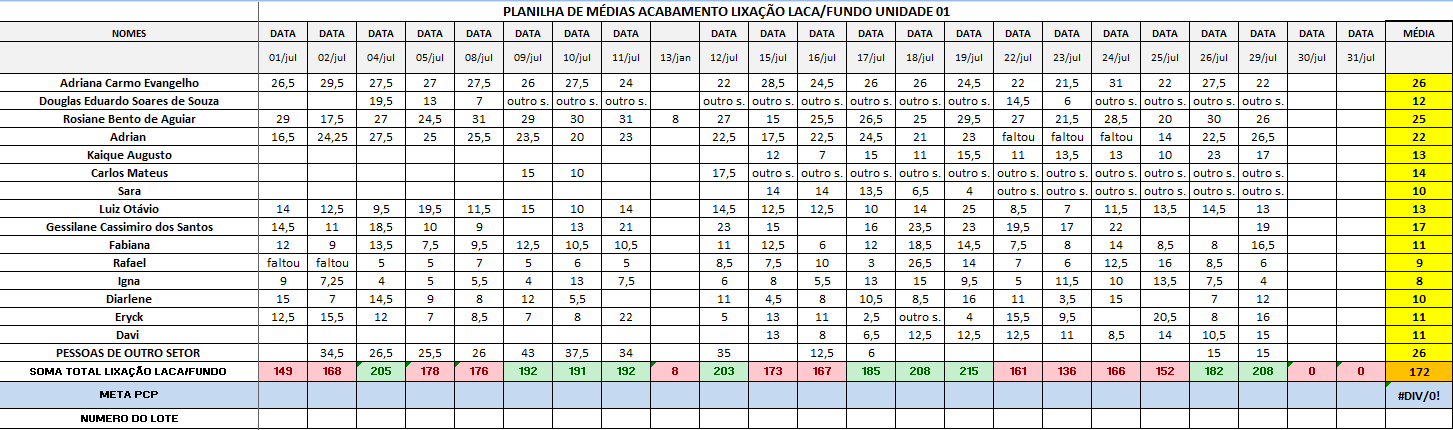 PLANILHA DE MÉDIAS ACABAMENTO LIXAÇÃO LACA/FUNDO UNIDADE 01
NOMES DATA DATA DATA DATA DATA DATA DATA DATA DATA DATA DATA DATA DATA DATA DATA DATA DATA DATA DATA DATA DATA MÉDIA
01/jul 02/jul 04/jul 05/jul 08/jul 09/jul 10/jul 11/jul 13/jan 12/jul 15/jul 16/jul 17/jul 18/jul 19/jul 22/jul 23/jul 24/jul 25/jul 26/jul 29/jul 30/jul 31/jul
Adriana Carmo Evangelho 26,5 29,5 27,5 27 27,5 26 27,5 24 22 28,5 24,5 26 26 24,5 22 21,5 31 22 27,5 22 26
Douglas Eduardo Soares de Souza 19,5 13 7 outro s. outro s. outro s. outro s. outro s. outro s. outro s. outro s. outro s. 14,5 6 outro s. outro s. outro s. outro s. 12
Rosiane Bento de Aguiar 29 17,5 27 24,5 31 29 30 31 8 27 15 25,5 26,5 25 29,5 27 21,5 28,5 20 30 26 25
Adrian 16,5 24,25 27,5 25 25,5 23,5 20 23 22,5 17,5 22,5 24,5 21 23 faltou faltou faltou 14 22,5 26,5 22
Kaique Augusto 12 7 15 11 15,5 11 13,5 13 10 23 17 13
Carlos Mateus 15 10 17,5 outro s. outro s. outro s. outro s. outro s. outro s. outro s. outro s. outro s. outro s. outro s. 14
Sara 14 14 13,5 6,5 4 outro s. outro s. outro s. outro s. outro s. outro s. 10
Luiz Otávio 14 12,5 9,5 19,5 11,5 15 10 14 14,5 12,5 12,5 10 14 25 8,5 7 11,5 13,5 14,5 13 13
Gessilane Cassimiro dos Santos 14,5 11 18,5 10 9 13 21 23 15 16 23,5 23 19,5 17 22 19 17
Fabiana 12 9 13,5 7,5 9,5 12,5 10,5 10,5 11 12,5 6 12 18,5 14,5 7,5 8 14 8,5 8 16,5 11
Rafael faltou faltou 5 5 7 5 6 5 8,5 7,5 10 3 26,5 14 7 6 12,5 16 8,5 6 9
Igna 9 7,25 4 5 5,5 4 13 7,5 6 8 5,5 13 15 9,5 5 11,5 10 13,5 7,5 4 8
Diarlene 15 7 14,5 9 8 12 5,5 11 4,5 8 10,5 8,5 16 11 3,5 15 7 12 10
Eryck 12,5 15,5 12 7 8,5 7 8 22 5 13 11 2,5 outro s. 4 15,5 9,5 20,5 8 16 11
Davi 13 8 6,5 12,5 12,5 12,5 11 8,5 14 10,5 15 11
PESSOAS DE OUTRO SETOR 34,5 26,5 25,5 26 43 37,5 34 35 12,5 6 15 15 26
SOMA TOTAL LIXAÇÃO LACA/FUNDO 149 168 205 178 176 192 191 192 8 203 173 167 185 208 215 161 136 166 152 182 208 0 0 172
META PCP #DIV/0!
NUMERO DO LOTE